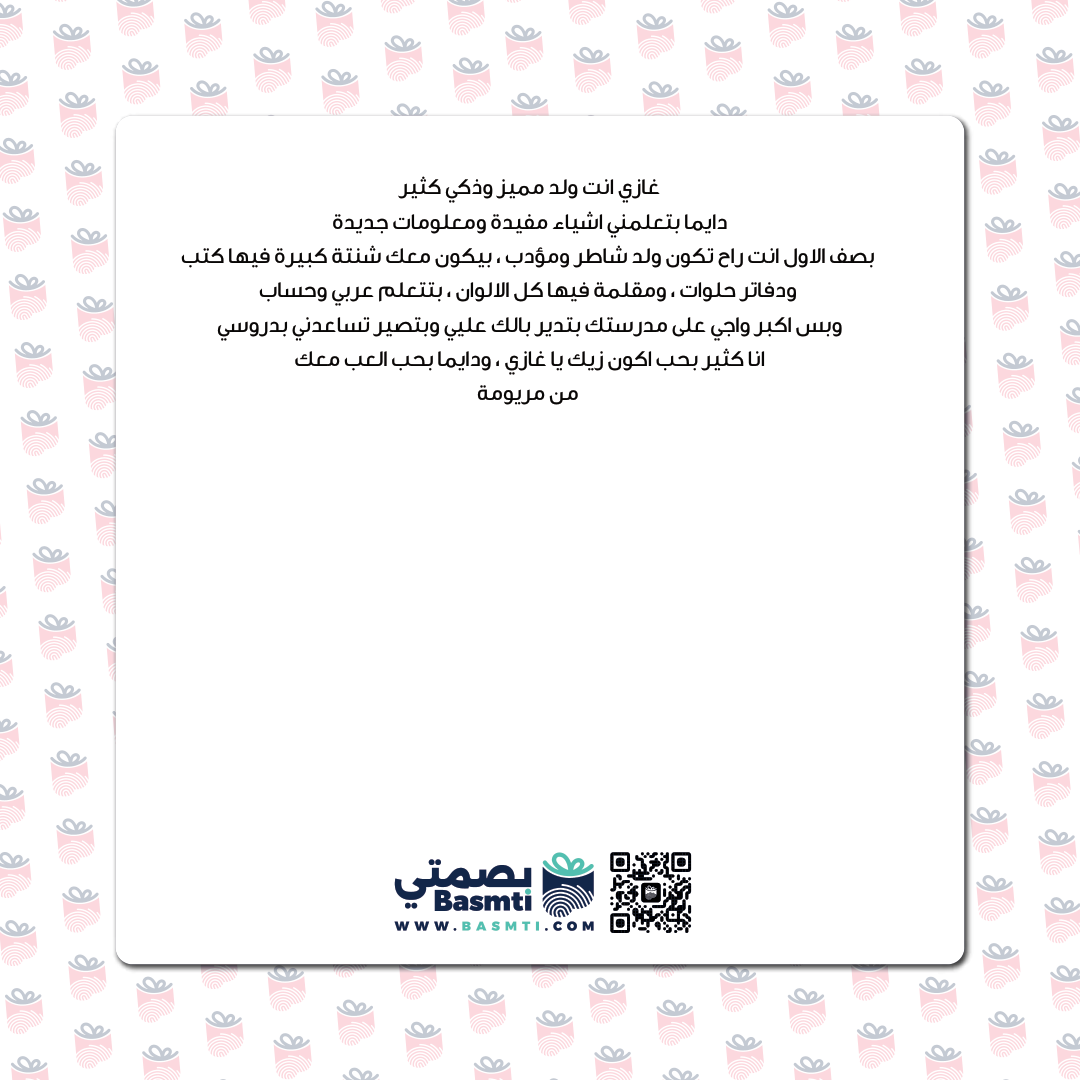 غازي انت ولد مميز وذكي كثير
دايما بتعلمني اشياء مفيدة ومعلومات جديدة
بصف الاول انت راح تكون ولد شاطر ومؤدب ، بيكون معك شنتة كبيرة فيها كتب
ودفاتر حلوات ، ومقلمة فيها كل الالوان ، بتتعلم عربي وحساب
وبس اكبر واجي على مدرستك بتدير بالك عليي وبتصير تساعدني بدروسي
انا كثير بحب اكون زيك يا غازي ، ودايما بحب العب معك
من مريومة
بصمتي
Basmti
WWW.BASMTI.COM